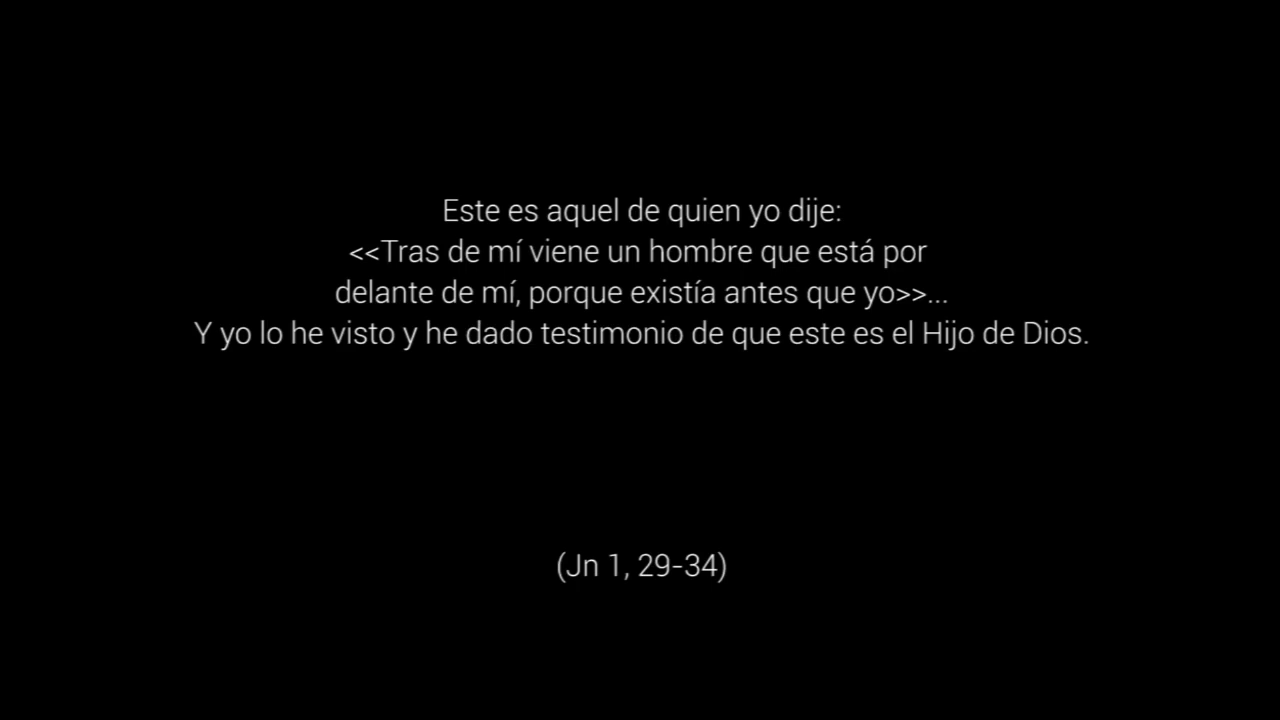 Este es aquel de quien yo dije:
<<Tras de mí viene un hombre que está por
delante de mí, porque existía antes que yo>>...
Y yo lo he visto y he dado testimonio de que este es el Hijo de Dios.
(Jn 1, 29-34)